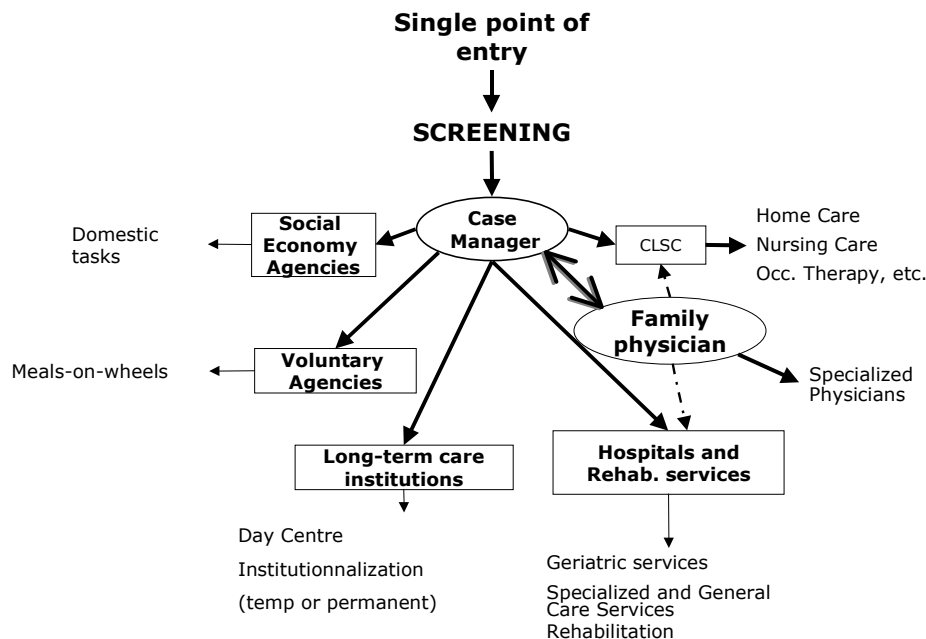 Single point of
entry
SCREENING
Case
Manager
Social
Economy
Agencies
Domestic
tasks
CLSC
Home Care
Nursing Care
Occ. Therapy, etc.
Family
physician
Voluntary
Agencies
Meals-on-wheels
Specialized
Physicians
Long-term care
institutions
Hospitals and
Rehab. services
Day Centre
Institutionnalization
(temp or permanent)
Geriatric services
Specialized and General
Care Services
Rehabilitation